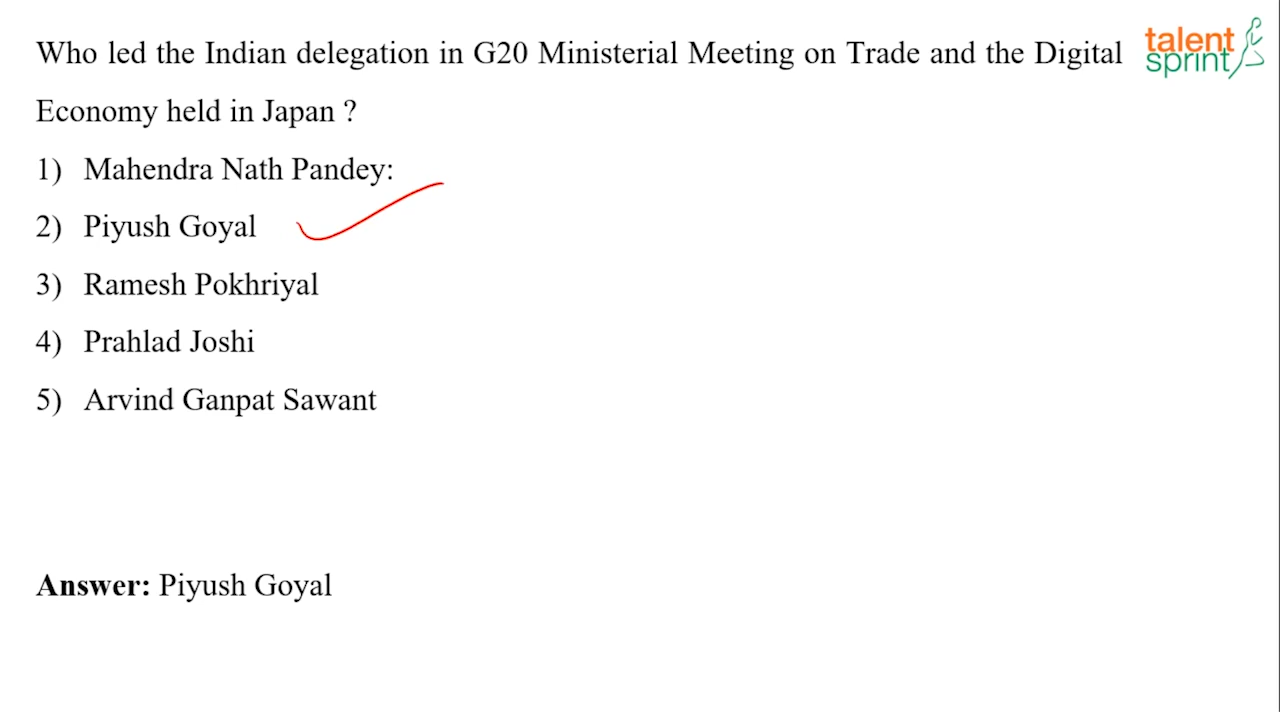 Who led the Indian delegation in G20 Ministerial Meeting on Trade and the Digital
Economy held in Japan ?
1) Mahendra Nath Pandey:
2) Piyush Goyal
3) Ramesh Pokhriyal
4) Prahlad Joshi
5) Arvind Ganpat Sawant
Answer: Piyush Goyal
talent
sprint